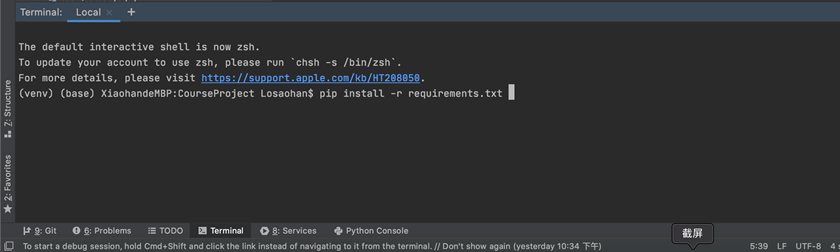 Terminal: Local × +
The default interactive shell is now zsh.
To update your account to use zsh, please run `chsh -s /bin/zsh`.
For more details, please visit https://support.apple.com/kb/HT208050.
(venv) (base) XiaohandeMBP:CourseProject Losaohan$ pip install -r requirements.txt
Z: Structure
2: Favorites
9: Git 6: Problems TODO Terminal 8: Services Python Console
截屏
To start a debug session, hold Cmd+Shift and click the link instead of navigating to it from the terminal. // Don't show again (yesterday 10:34 下午) 5:39 LF UTF-8 4